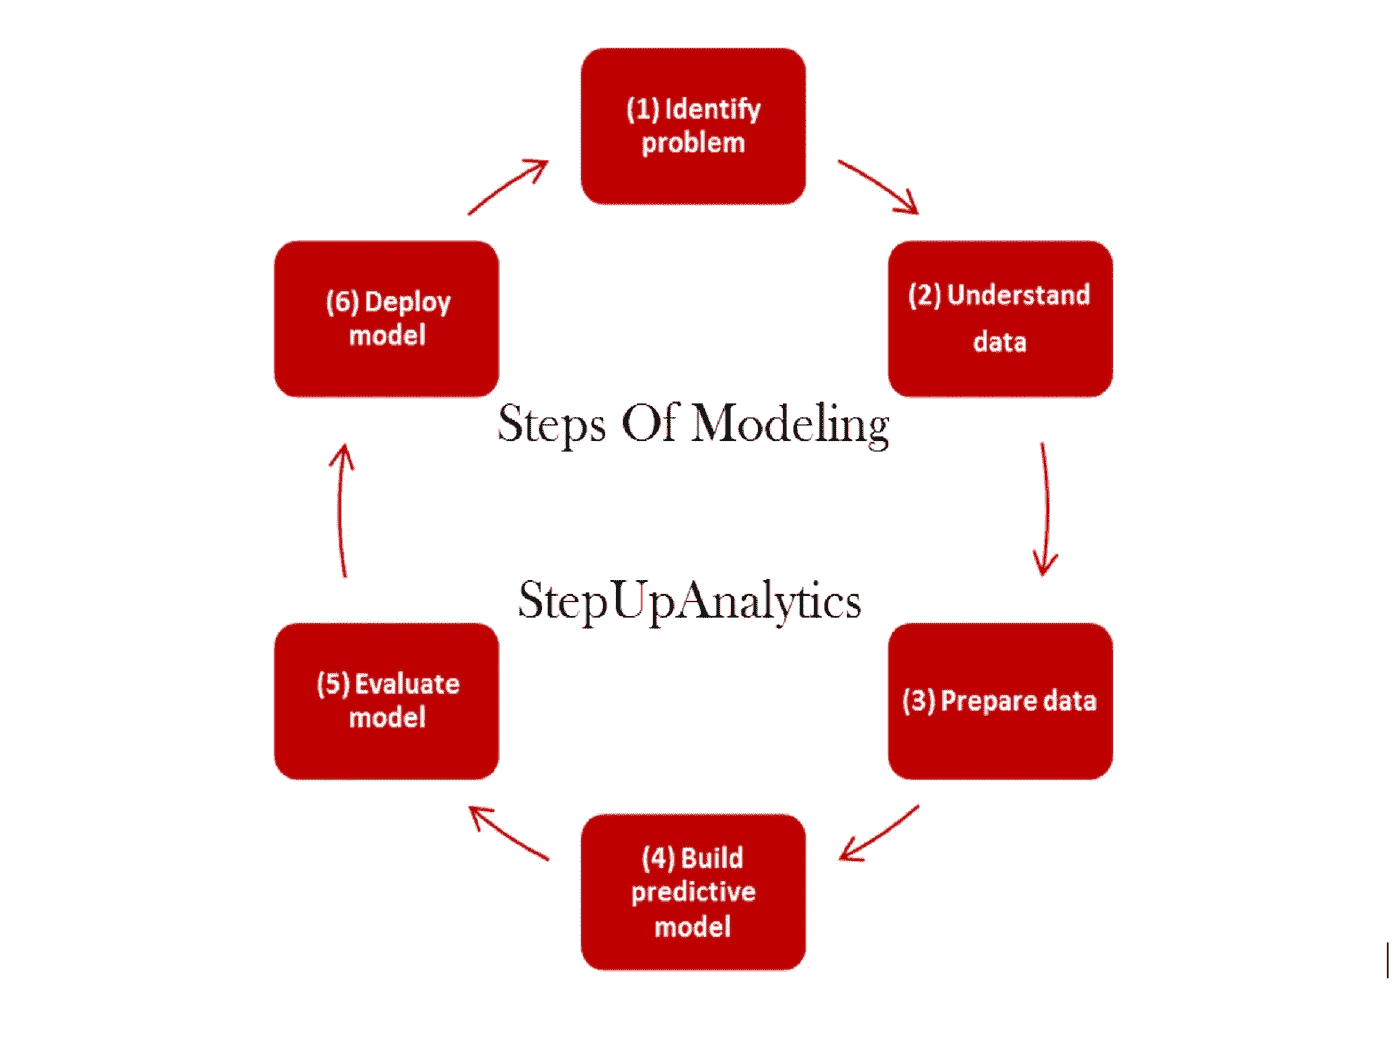 (1) Identify
problem
(2) Understand
data
(3) Prepare data
(4) Build
predictive
model
(5) Evaluate
model
(6) Deploy
model
Steps Of Modeling
StepUpAnalytics